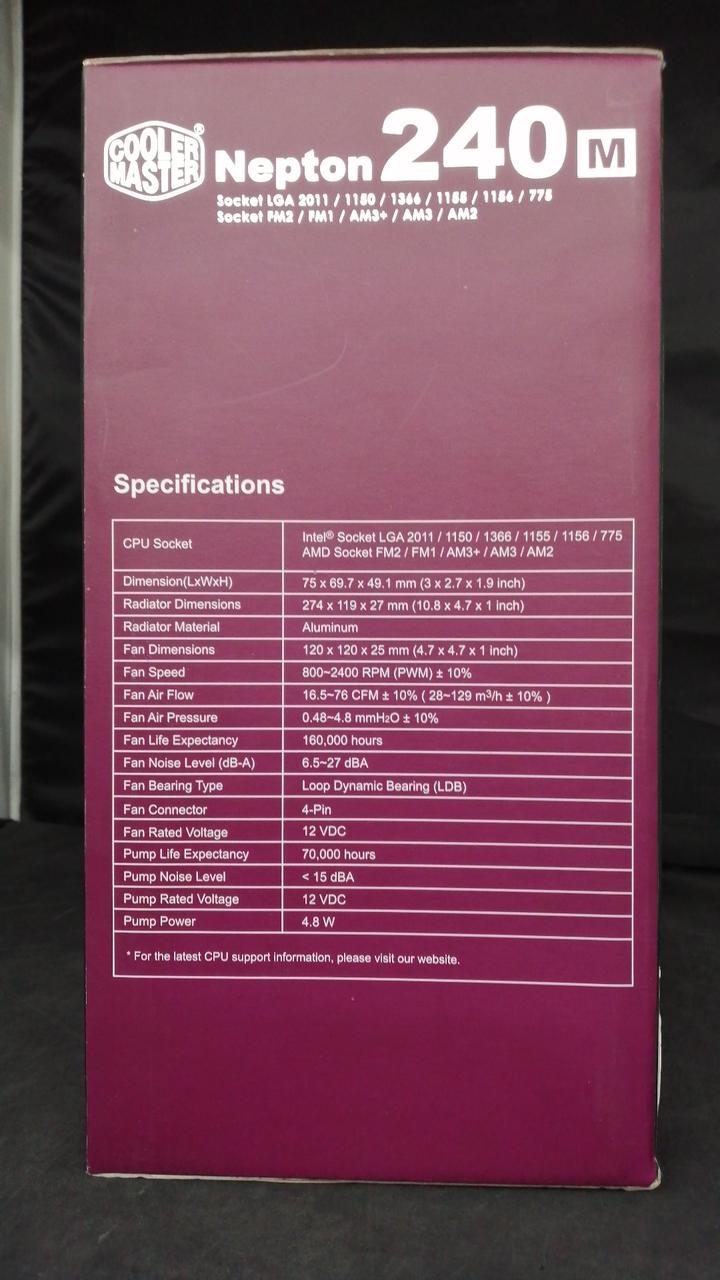 COOLER MASTER®
Nepton 240 M
Socket LGA 2011 / 1150 / 1366 / 1155 / 1156 / 775
Socket FM2 / FM1 / AM3+ / AM3 / AM2
Specifications
CPU Socket
Intel® Socket LGA 2011 / 1150 / 1366 / 1155 / 1156 / 775
AMD Socket FM2 / FM1 / AM3+ / AM3 / AM2
Dimension(LxWxH) 75 x 69.7 x 49.1 mm (3 x 2.7 x 1.9 inch)
Radiator Dimensions 274 x 119 x 27 mm (10.8 x 4.7 x 1 inch)
Radiator Material Aluminum
Fan Dimensions 120 x 120 x 25 mm (4.7 x 4.7 x 1 inch)
Fan Speed 800~2400 RPM (PWM) ± 10%
Fan Air Flow 16.5~76 CFM ± 10% ( 28~129 m³/h ± 10% )
Fan Air Pressure 0.48~4.8 mmH₂O ± 10%
Fan Life Expectancy 160,000 hours
Fan Noise Level (dB-A) 6.5~27 dBA
Fan Bearing Type Loop Dynamic Bearing (LDB)
Fan Connector 4-Pin
Fan Rated Voltage 12 VDC
Pump Life Expectancy 70,000 hours
Pump Noise Level < 15 dBA
Pump Rated Voltage 12 VDC
Pump Power 4.8 W
* For the latest CPU support information, please visit our website.